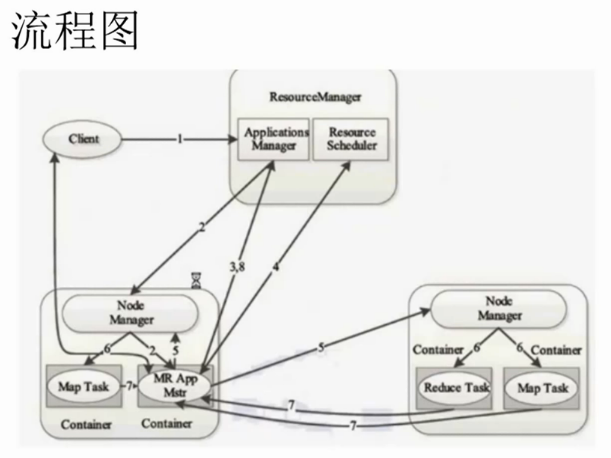 流程图
ResourceManager
Client
1
Applications
Manager
Resource
Scheduler
2
3,8
4
Node
Manager
6
2
5
5
Map Task
7
MR App
Mstr
Container
Container
Node
Manager
Container
6
6
Container
Reduce Task
Map Task
7
7